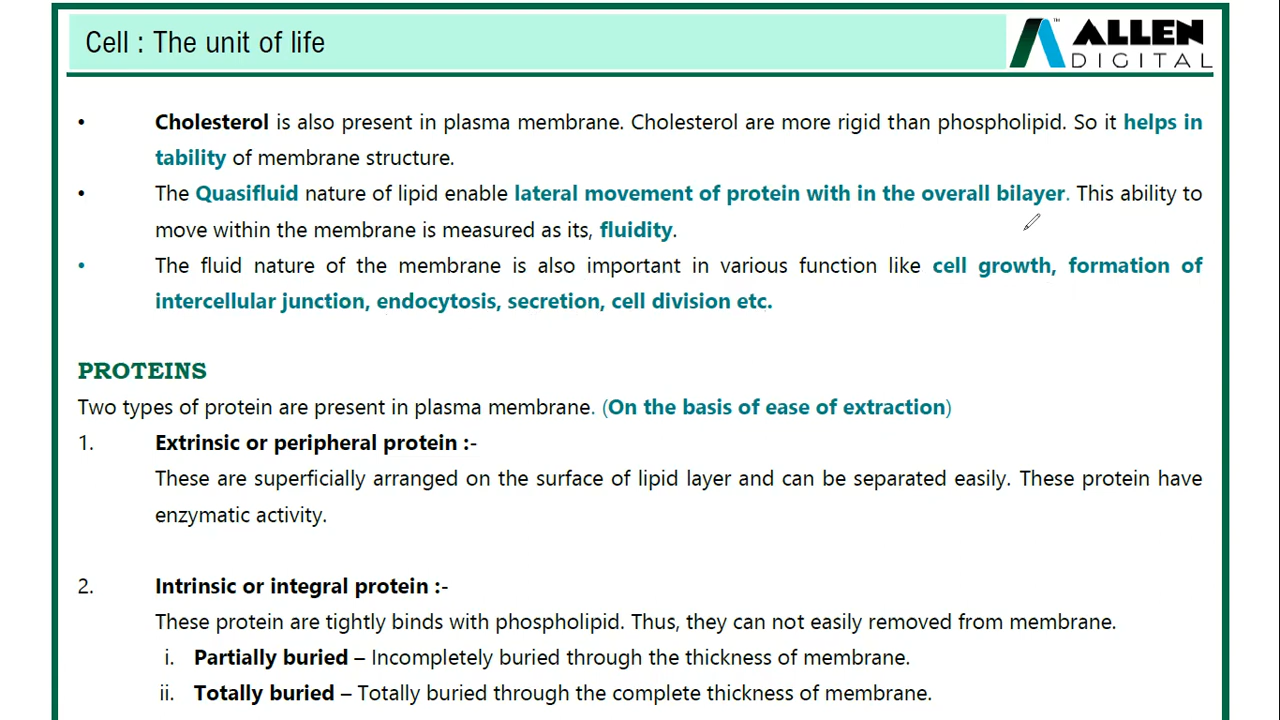 Cell : The unit of life
ALLEN
DIGITAL
TM
• Cholesterol is also present in plasma membrane. Cholesterol are more rigid than phospholipid. So it helps in
tability of membrane structure.
• The Quasifluid nature of lipid enable lateral movement of protein with in the overall bilayer. This ability to
move within the membrane is measured as its, fluidity.
• The fluid nature of the membrane is also important in various function like cell growth, formation of
intercellular junction, endocytosis, secretion, cell division etc.
PROTEINS
Two types of protein are present in plasma membrane. (On the basis of ease of extraction)
1. Extrinsic or peripheral protein :-
These are superficially arranged on the surface of lipid layer and can be separated easily. These protein have
enzymatic activity.
2. Intrinsic or integral protein :-
These protein are tightly binds with phospholipid. Thus, they can not easily removed from membrane.
i. Partially buried – Incompletely buried through the thickness of membrane.
ii. Totally buried – Totally buried through the complete thickness of membrane.